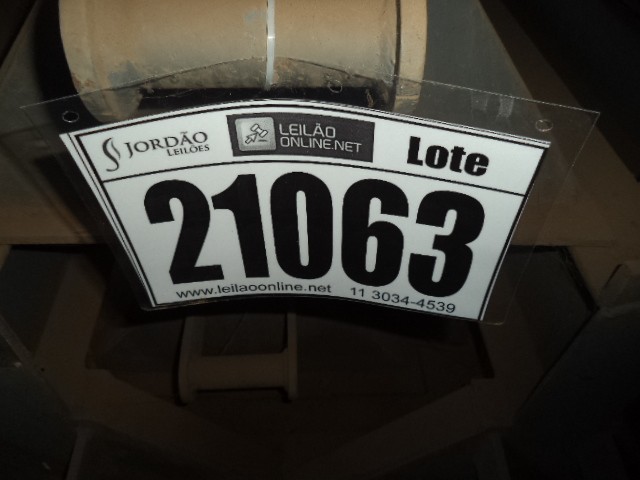 JORDÃO
LEILÕES
LEILÃO
ONLINE.NET
Lote
21063
www.leilaoonline.net 11 3034-4539